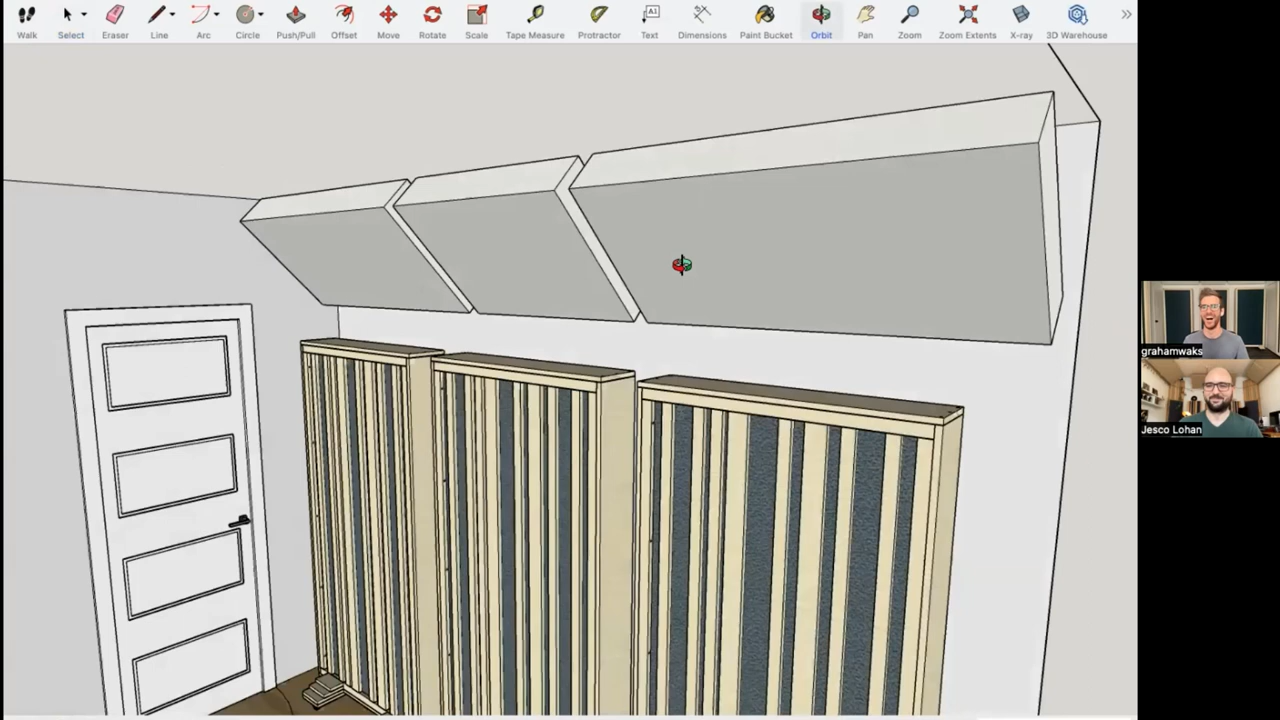 Walk Select Eraser Line Arc Circle Push/Pull Offset Move Rotate Scale Tape Measure Protractor Text Dimensions Paint Bucket Orbit Pan Zoom Zoom Extents X-ray 3D Warehouse
A1
grahamwaks
Jesco Lohan